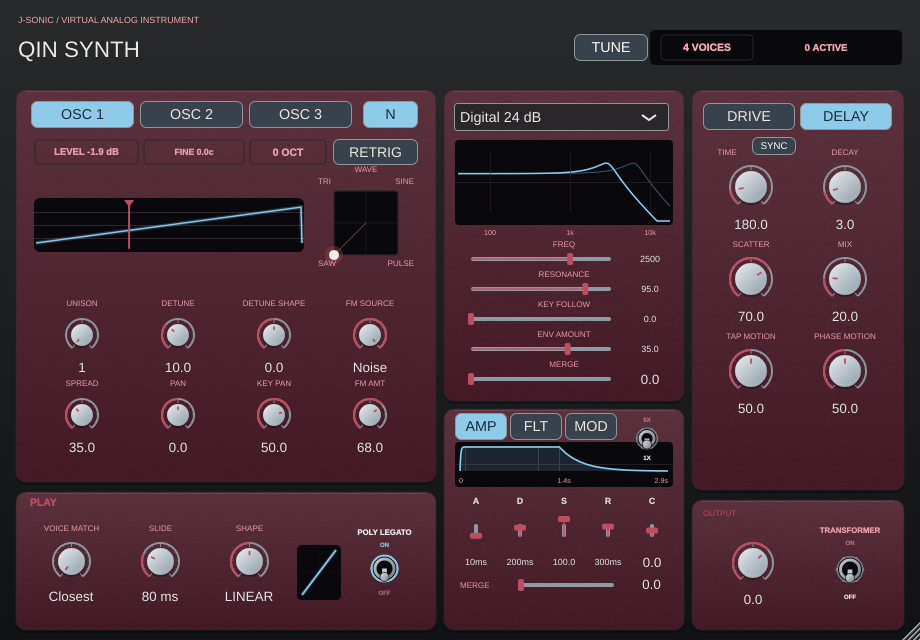 J-SONIC / VIRTUAL ANALOG INSTRUMENT
QIN SYNTH
TUNE
4 VOICES
0 ACTIVE
OSC 1
OSC 2
OSC 3
N
LEVEL -1.9 dB
FINE 0.0c
0 OCT
RETRIG
WAVE
TRI
SINE
SAW
PULSE
UNISON
DETUNE
DETUNE SHAPE
FM SOURCE
1
10.0
0.0
Noise
SPREAD
PAN
KEY PAN
FM AMT
35.0
0.0
50.0
68.0
PLAY
VOICE MATCH
SLIDE
SHAPE
POLY LEGATO
ON
OFF
Closest
80 ms
LINEAR
Digital 24 dB
100
1k
10k
FREQ
2500
RESONANCE
95.0
KEY FOLLOW
0.0
ENV AMOUNT
35.0
MERGE
0.0
AMP
FLT
MOD
5X
1X
0
1.4s
2.9s
A
D
S
R
C
10ms
200ms
100.0
300ms
0.0
MERGE
0.0
DRIVE
DELAY
TIME
SYNC
DECAY
180.0
3.0
SCATTER
MIX
70.0
20.0
TAP MOTION
PHASE MOTION
50.0
50.0
OUTPUT
TRANSFORMER
ON
OFF
0.0